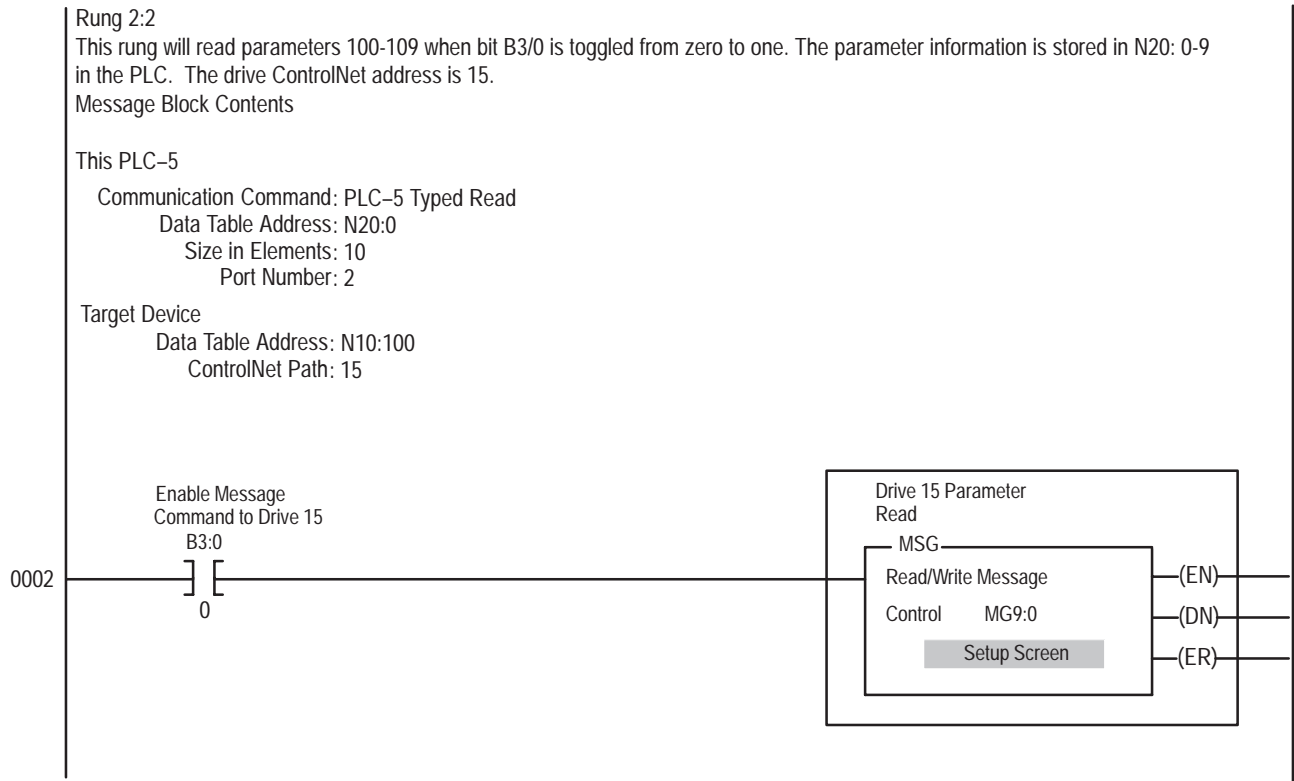 Rung 2:2
This rung will read parameters 100-109 when bit B3/0 is toggled from zero to one. The parameter information is stored in N20: 0-9
in the PLC. The drive ControlNet address is 15.
Message Block Contents
This PLC–5
Communication Command: PLC–5 Typed Read
Data Table Address: N20:0
Size in Elements: 10
Port Number: 2
Target Device
Data Table Address: N10:100
ControlNet Path: 15
Enable Message
Command to Drive 15
B3:0
0002
0
Drive 15 Parameter
Read
MSG
Read/Write Message
Control MG9:0
Setup Screen
(EN)
(DN)
(ER)